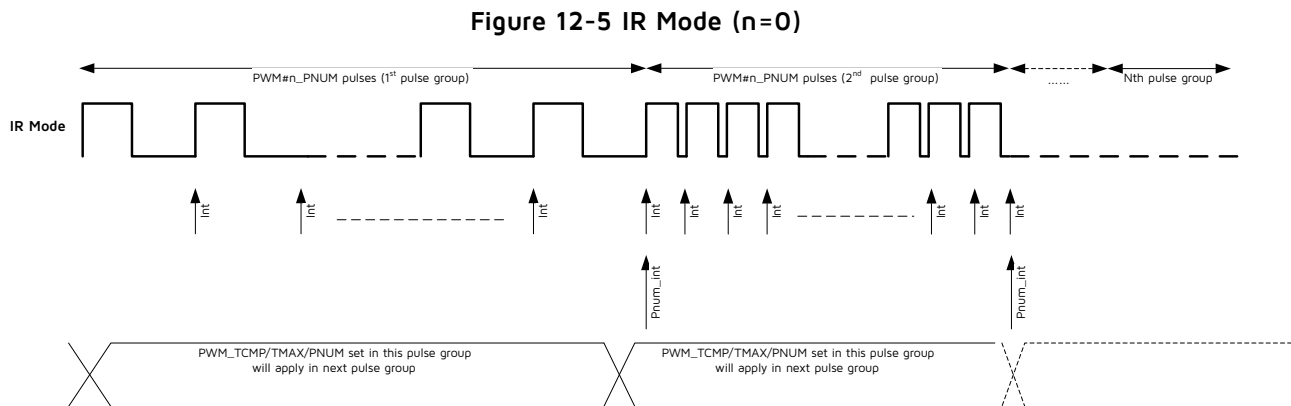 Figure 12-5 IR Mode (n=0)
PWM#n_PNUM pulses (1st pulse group)
PWM#n_PNUM pulses (2nd pulse group)
......
Nth pulse group
IR Mode
Int
Int
Int
Int
Int
Int
Int
Int
Int
Int
Pnum_int
Pnum_int
PWM_TCMP/TMAX/PNUM set in this pulse group
will apply in next pulse group
PWM_TCMP/TMAX/PNUM set in this pulse group
will apply in next pulse group